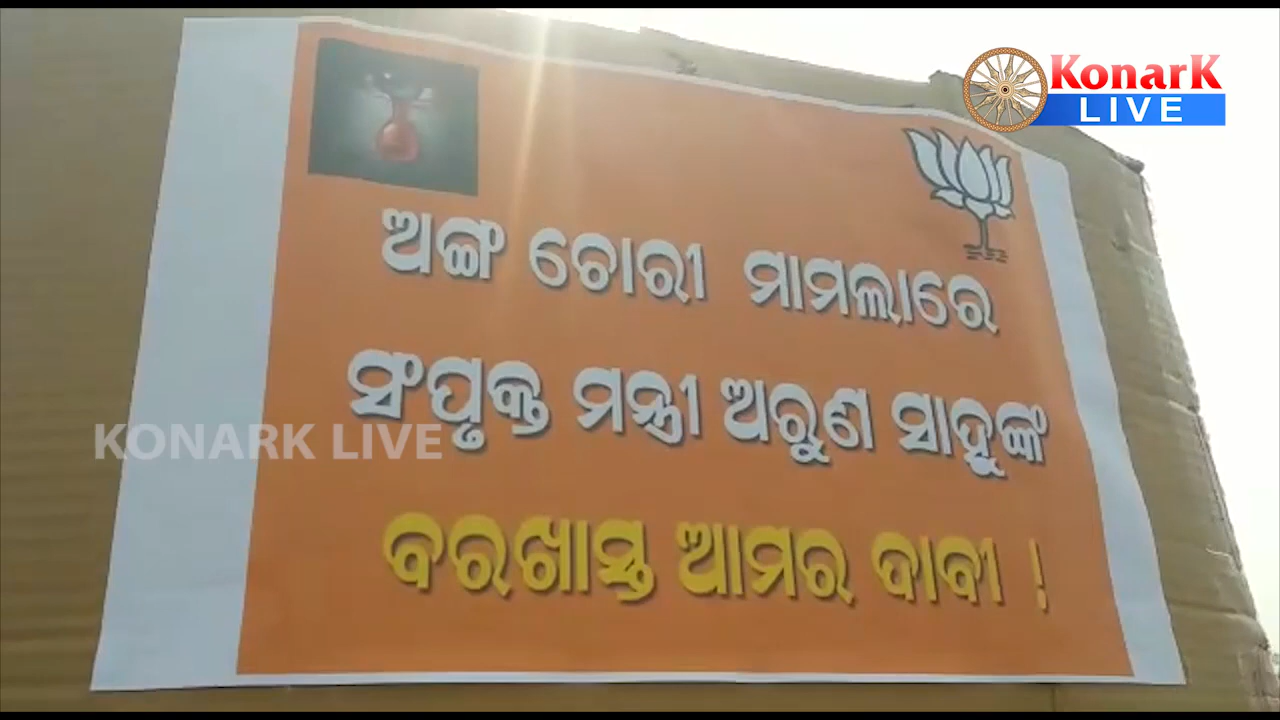 KonarK
LIVE
ଅଙ୍ଗ ଚୋରୀ ମାମଲାରେ
ସଂପୃକ୍ତ ମନ୍ତ୍ରୀ ଅରୁଣ ସାହୁଙ୍କ
KONARK LIVE
ବରଖାସ୍ତ ଆମର ଦାବୀ !